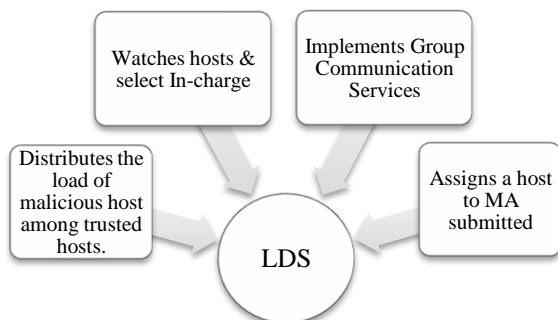 Watches hosts &
select In-charge
Implements Group
Communication
Services
Distributes the
load of
malicious host
among trusted
hosts.
Assigns a host
to MA
submitted
LDS